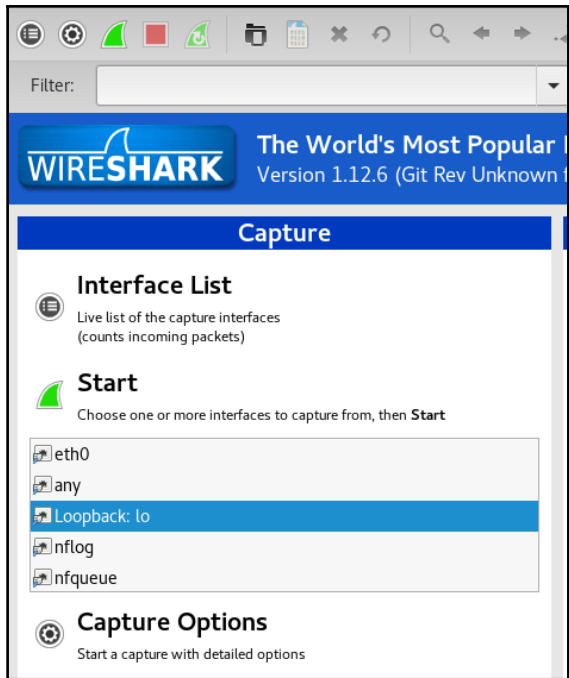 Filter:
WIRESHARK
The World's Most Popular
Version 1.12.6 (Git Rev Unknown
Capture
Interface List
Live list of the capture interfaces
(counts incoming packets)
Start
Choose one or more interfaces to capture from, then Start
eth0
any
Loopback: lo
nflog
nfqueue
Capture Options
Start a capture with detailed options